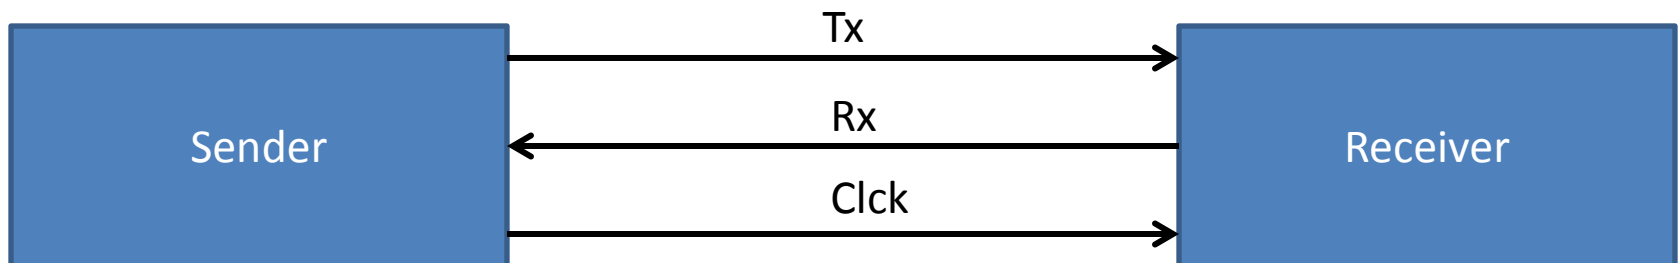 Tx
Sender
Rx
Receiver
Clck